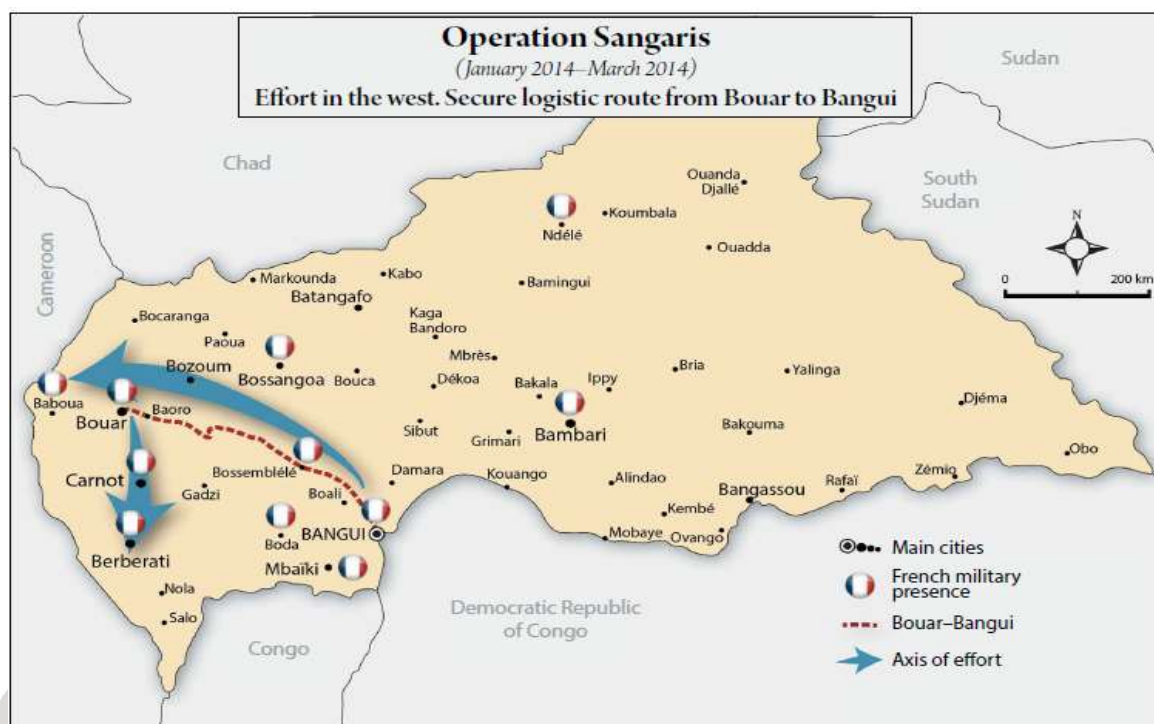 Operation Sangaris
(January 2014–March 2014)
Effort in the west. Secure logistic route from Bouar to Bangui
Sudan
Chad
South
Sudan
Cameroon
Ouanda
Djallé
Koumbala
Ndélé
Ouadda
N
0 200 km
Markounda
Kabo
Batangafo
Bamingui
Bocaranga
Paoua
Kaga
Bandoro
Mbrès
Bozoum
Bossangoa
Bouca
Dékoa
Bakala
Ippy
Bria
Yalinga
Baboua
Bouar
Baoro
Sibut
Grimari
Bambari
Bakouma
Djéma
Obo
Carnot
Gadzi
Bossemblélé
Boali
Damara
Kouango
Alindao
Bangassou
Rafaï
Zémio
Kembé
Mobaye
Ovango
Berberati
Boda
BANGUI
Mbaïki
Nola
Salo
Congo
Democratic Republic
of Congo
Main cities
French military
presence
Bouar–Bangui
Axis of effort